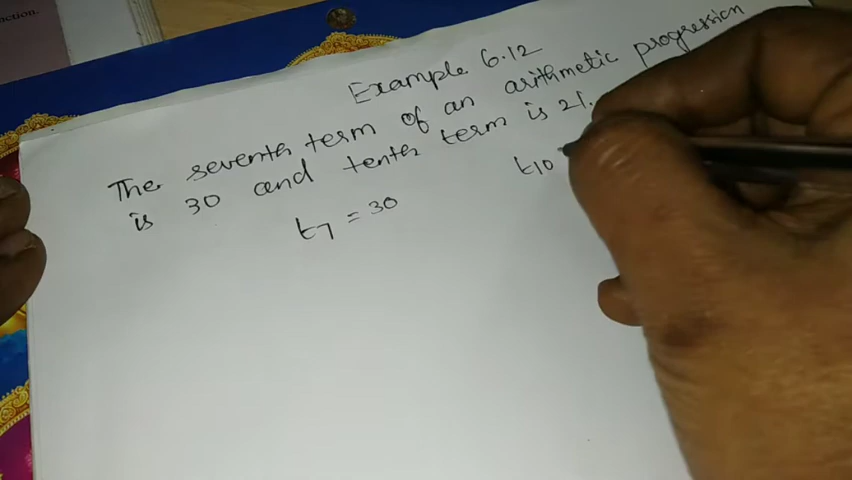 nction.
Example 6.12
The seventh term of an arithmetic progression
is 30 and tenth term is 21.
t7 = 30
t10